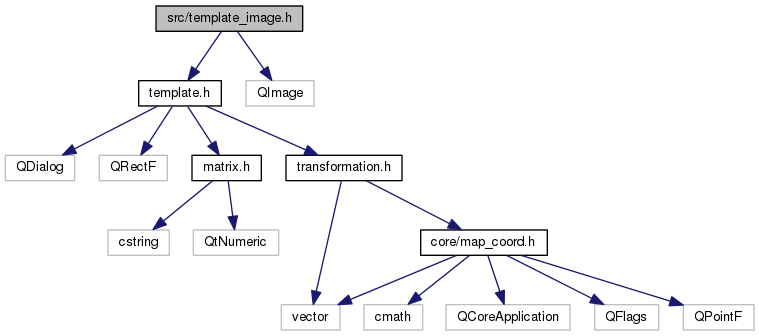 src/template_image.h
template.h
QImage
QDialog
QRectF
matrix.h
transformation.h
cstring
QtNumeric
core/map_coord.h
vector
cmath
QCoreApplication
QFlags
QPointF